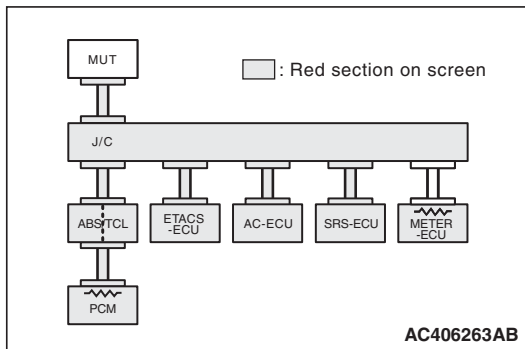 MUT
: Red section on screen
J/C
ABS/TCL
ETACS
-ECU
AC-ECU
SRS-ECU
METER
-ECU
PCM
AC406263AB